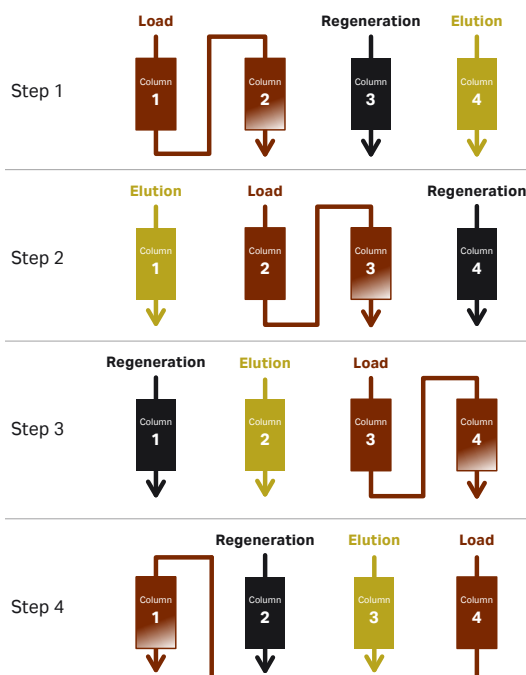 Load Regeneration Elution
Step 1
Column
1
Column
2
Column
3
Column
4
Elution Load Regeneration
Step 2
Column
1
Column
2
Column
3
Column
4
Regeneration Elution Load
Step 3
Column
1
Column
2
Column
3
Column
4
Regeneration Elution Load
Step 4
Column
1
Column
2
Column
3
Column
4